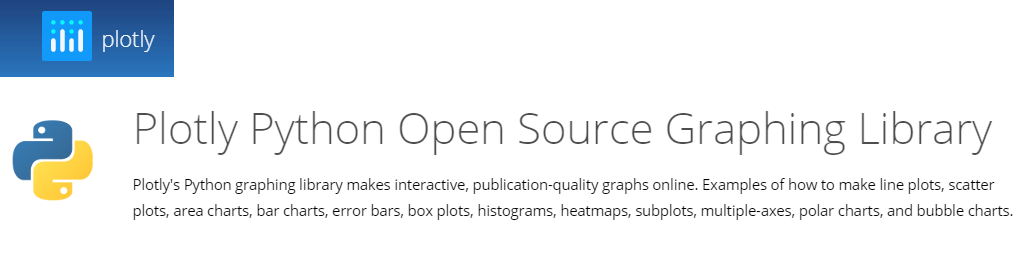 plotly
Plotly Python Open Source Graphing Library
Plotly's Python graphing library makes interactive, publication-quality graphs online. Examples of how to make line plots, scatter
plots, area charts, bar charts, error bars, box plots, histograms, heatmaps, subplots, multiple-axes, polar charts, and bubble charts.